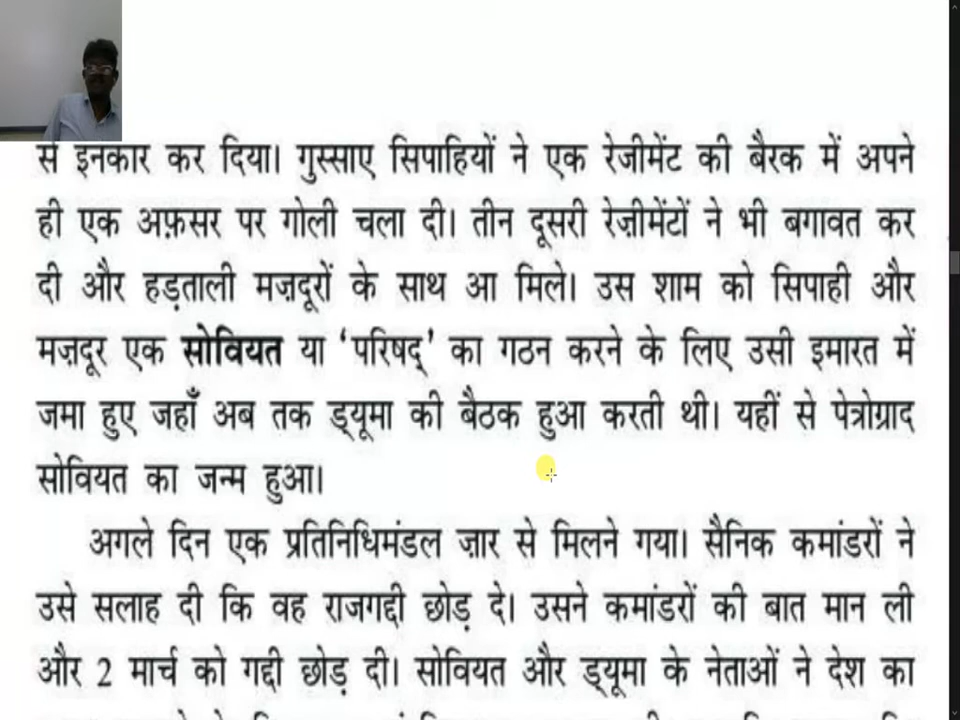 से इनकार कर दिया। गुस्साए सिपाहियों ने एक रेजीमेंट की बैरक में अपने
ही एक अफ़सर पर गोली चला दी। तीन दूसरी रेज़ीमेंटों ने भी बगावत कर
दी और हड़ताली मज़दूरों के साथ आ मिले। उस शाम को सिपाही और
मज़दूर एक सोवियत या ‘परिषद्’ का गठन करने के लिए उसी इमारत में
जमा हुए जहाँ अब तक ड्यूमा की बैठक हुआ करती थी। यहीं से पेत्रोग्राद
सोवियत का जन्म हुआ।
अगले दिन एक प्रतिनिधिमंडल ज़ार से मिलने गया। सैनिक कमांडरों ने
उसे सलाह दी कि वह राजगद्दी छोड़ दे। उसने कमांडरों की बात मान ली
और 2 मार्च को गद्दी छोड़ दी। सोवियत और ड्यूमा के नेताओं ने देश का